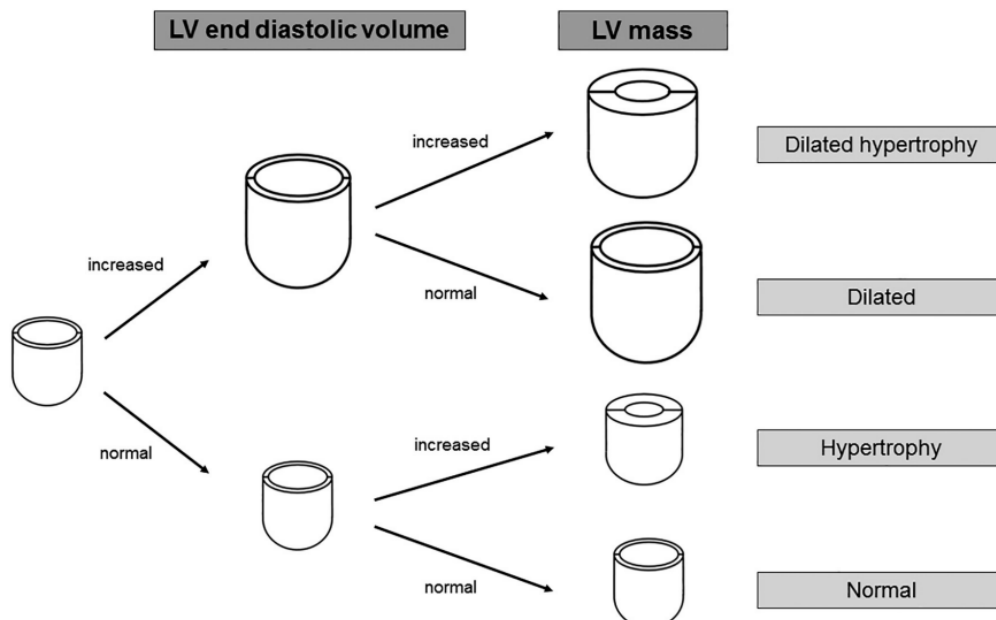 LV end diastolic volume
LV mass
increased
Dilated hypertrophy
increased
normal
Dilated
normal
increased
Hypertrophy
normal
Normal